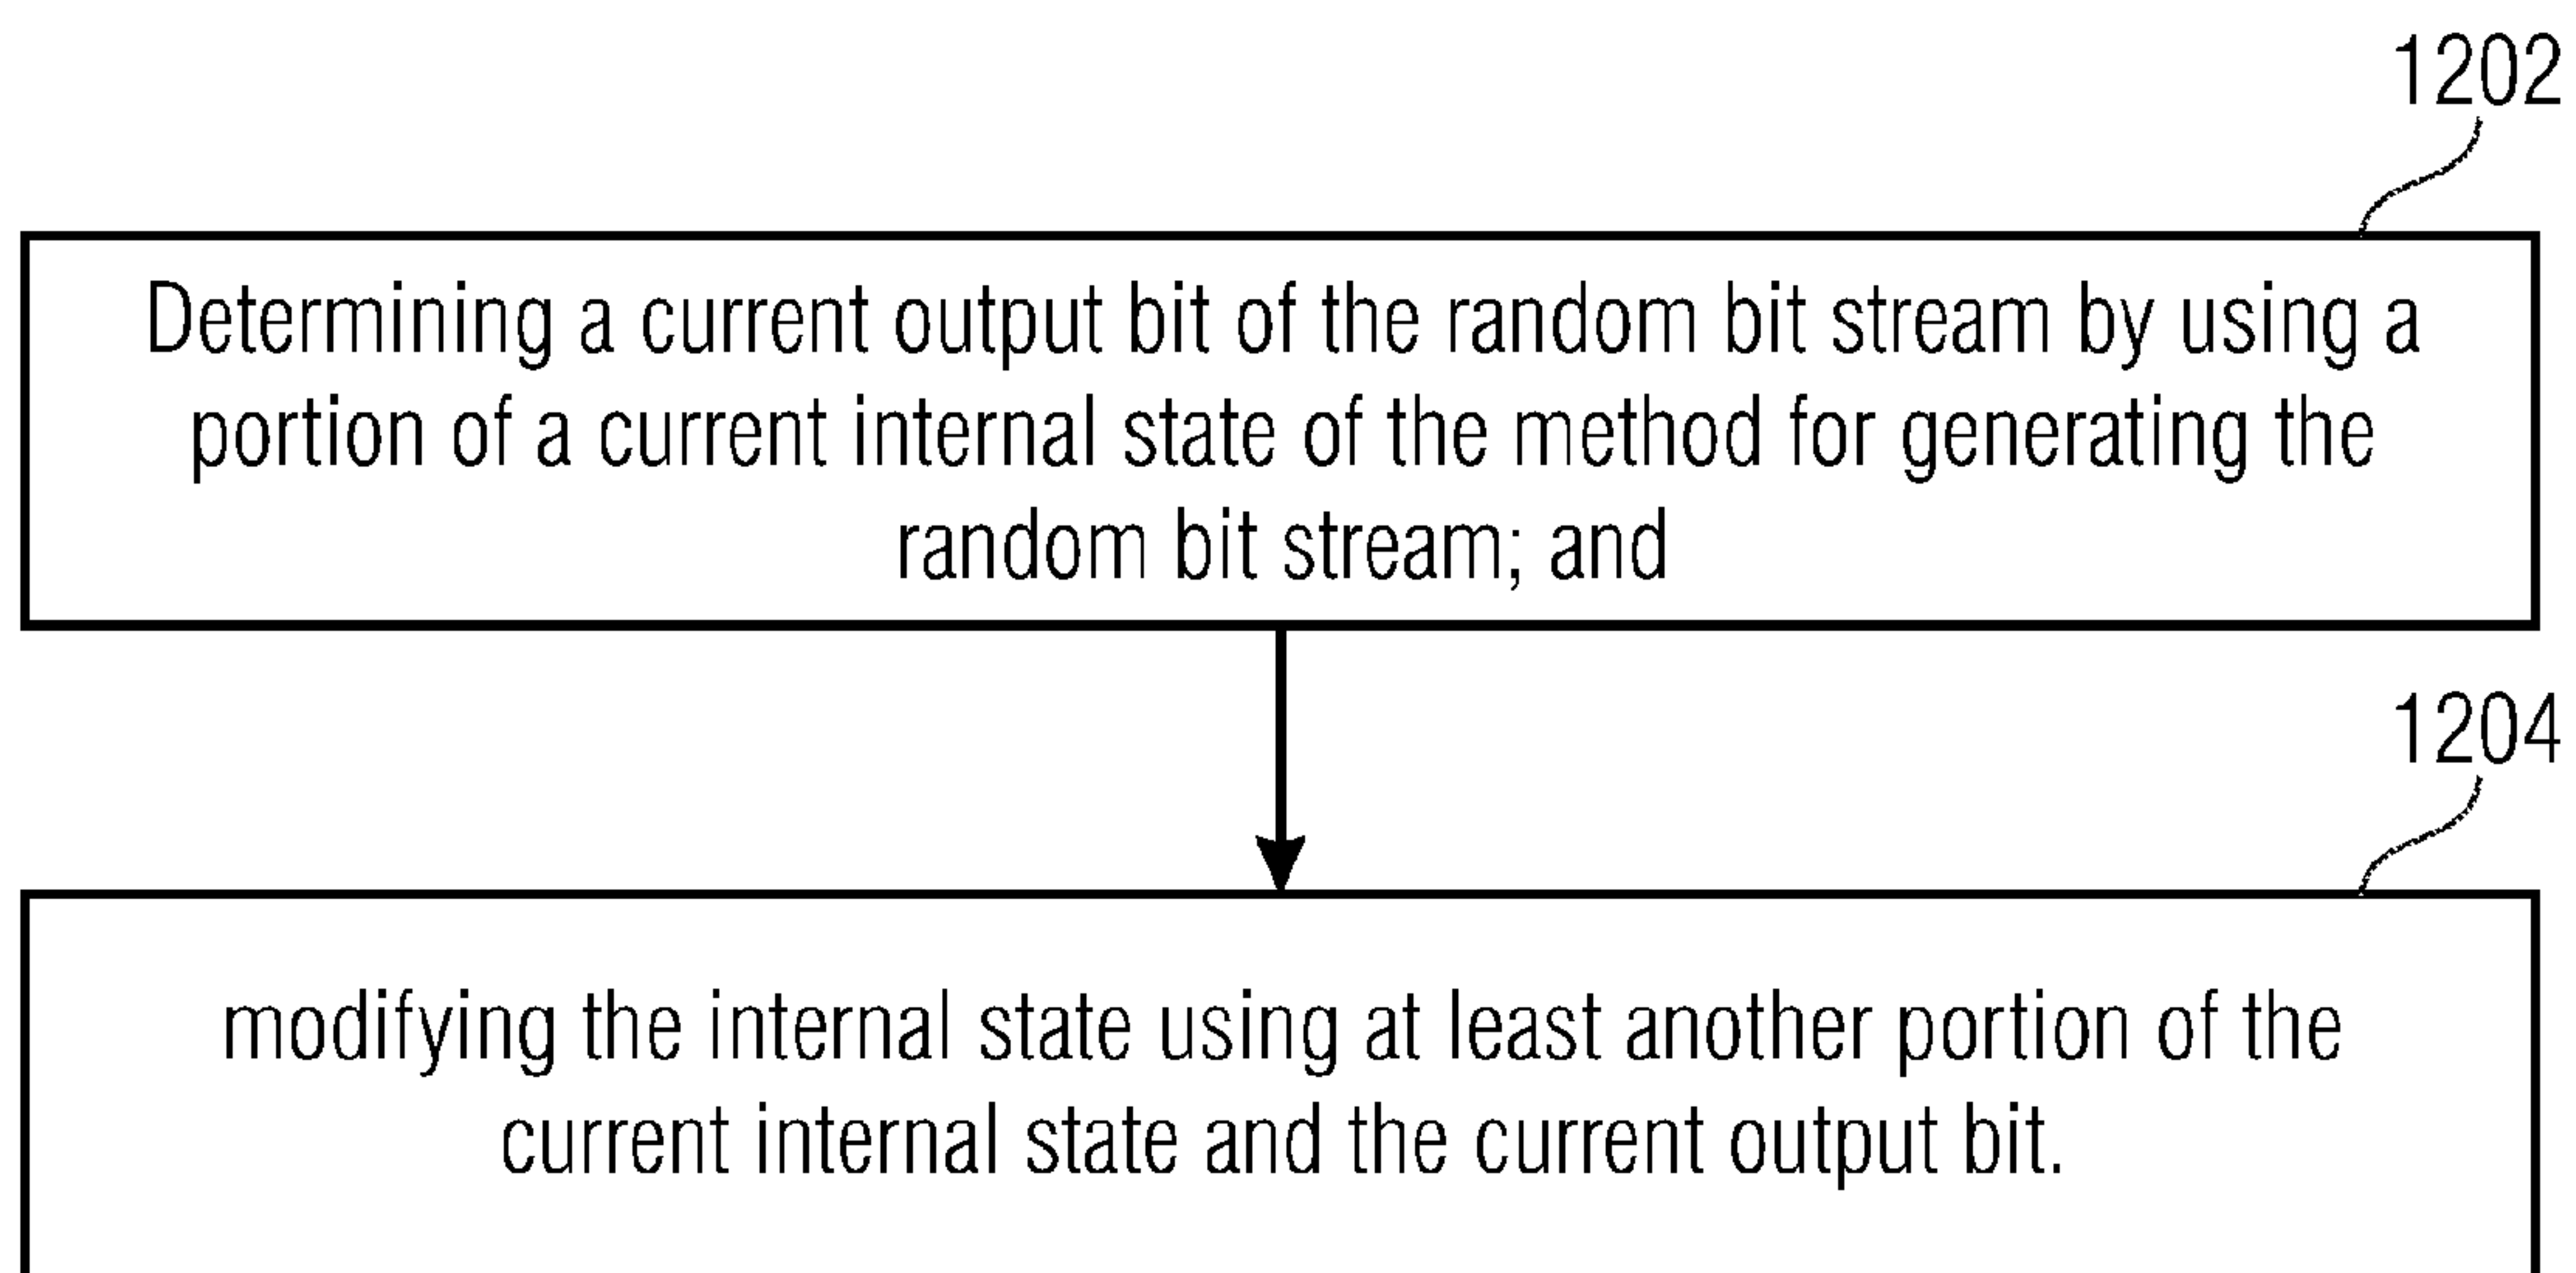 1202
Determining a current output bit of the random bit stream by using a
portion of a current internal state of the method for generating the
random bit stream; and
1204
modifying the internal state using at least another portion of the
current internal state and the current output bit.